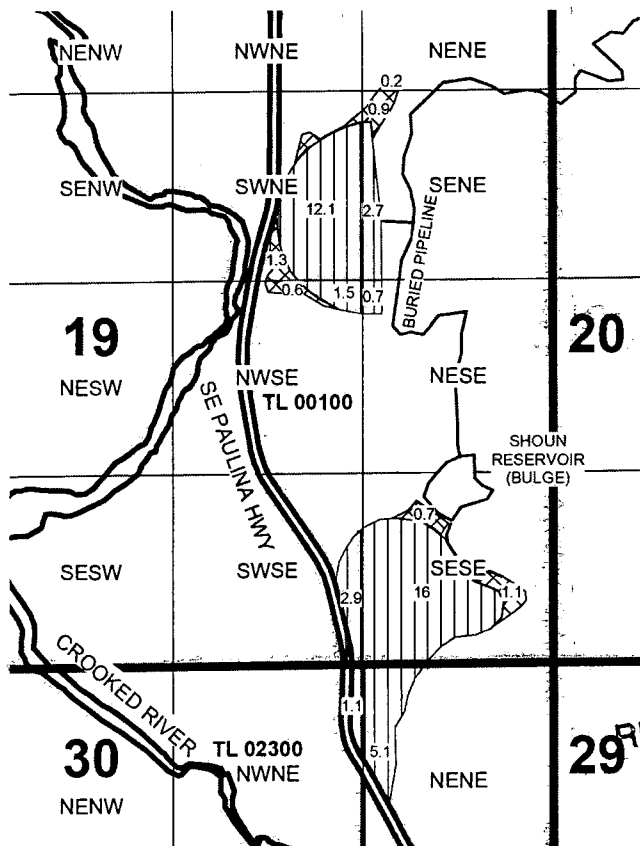 NENW
NWNE
NENE
0.2
0.9
SENW
SWNE
SENE
12.1
2.7
BURIED PIPELINE
1.3
0.6
1.5
0.7
19
20
NESW
NWSE
NESE
TL 00100
SE PAULINA HWY
SHOUN
RESERVOIR
(BULGE)
0.7
SESW
SWSE
SESE
2.9
16
1.1
CROOKED RIVER
1.1
30
TL 02300
NWNE
5.1
NENE
29
NENW